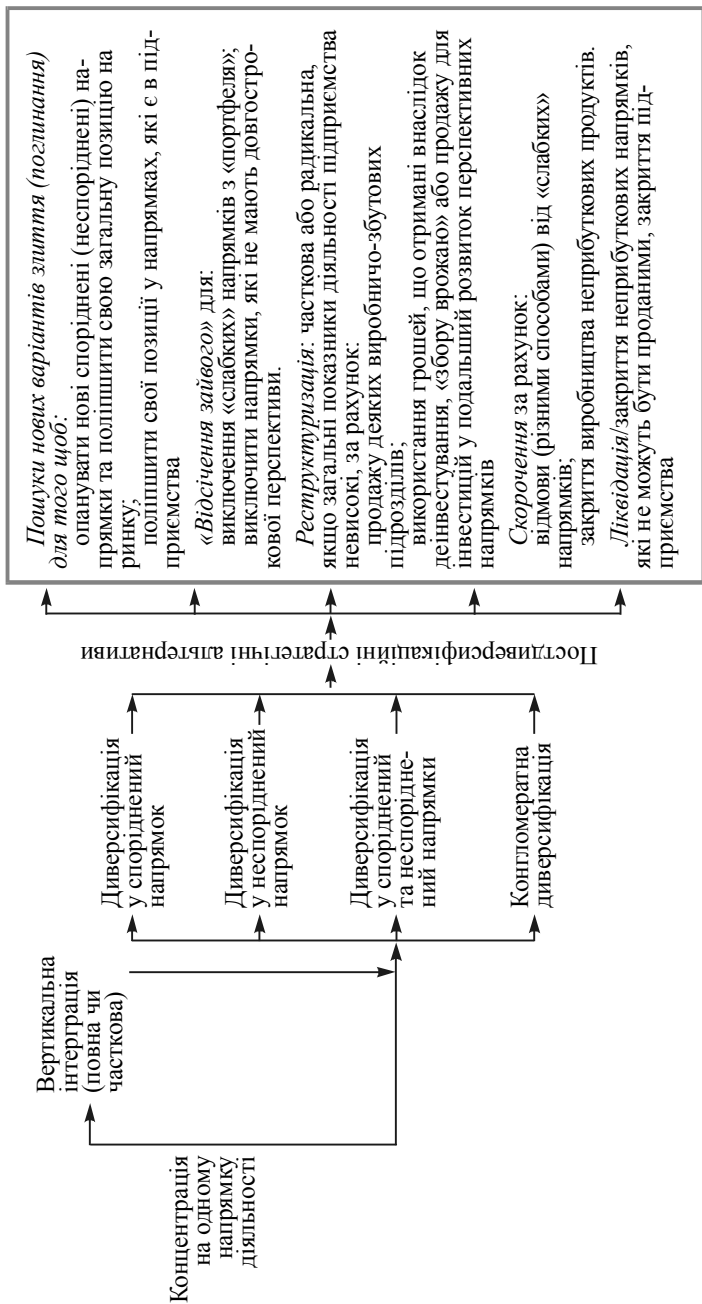 Концентрація
на одному
напрямку
діяльності
Вертикальна
інтерграція
(повна чи
часткова)
Диверсифікація
у споріднений
напрямок
Диверсифікація
у неспоріднений
напрямок
Диверсифікація
у споріднений
та неспорідне-
ний напрямки
Конгломератна
диверсифікація
Постдиверсифікаційні стратегічні альтернативи
Пошуки нових варіантів злиття (поглинання)
для того щоб:
опанувати нові споріднені (неспоріднені) на-
прямки та поліпшити свою загальну позицію на
ринку;
поліпшити свої позиції у напрямках, які є в під-
приємства
«Відсічення зайвого» для:
виключення «слабких» напрямків з «портфеля»;
виключити напрямки, які не мають довгостро-
кової перспективи.
Реструктуризація: часткова або радикальна,
якщо загальні показники діяльності підприємства
невисокі, за рахунок:
продажу деяких виробничо-збутових
підрозділів;
використання грошей, що отримані внаслідок
деінвестування, «збору врожаю» або продажу для
інвестицій у подальший розвиток перспективних
напрямків
Скорочення за рахунок:
відмови (різними способами) від «слабких»
напрямків;
закриття виробництва неприбуткових продуктів.
Ліквідація/закриття неприбуткових напрямків,
які не можуть бути проданими, закриття під-
приємства